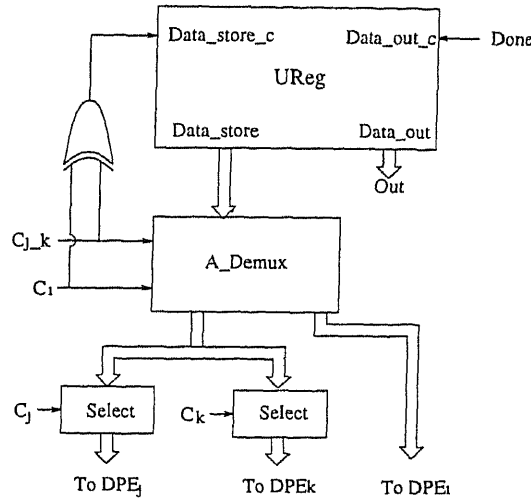 Data_store_c
Data_out_c
Done
UReg
Data_store
Data_out
Out
CJ_k
A_Demux
C1
Cj
Select
Ck
Select
To DPEj
To DPEk
To DPE1